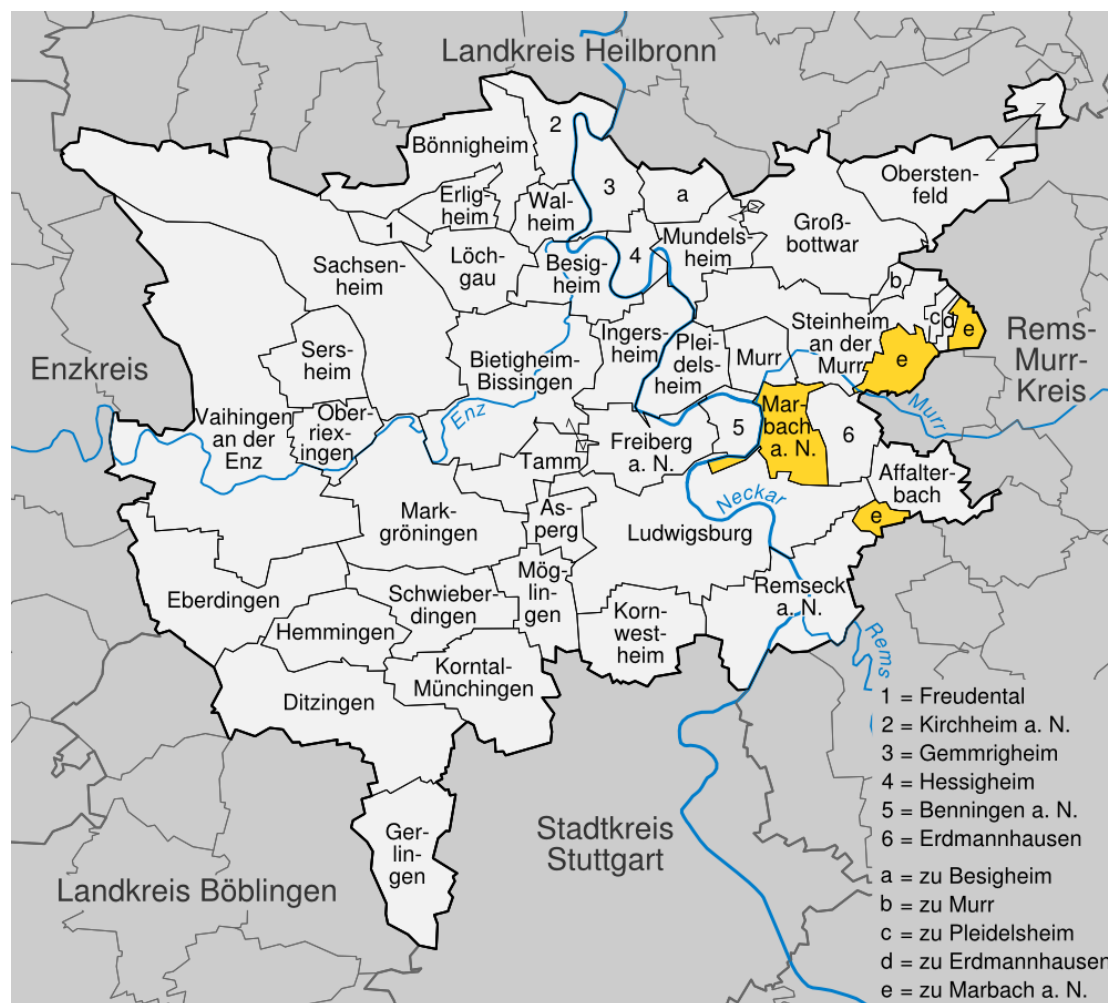 Landkreis Heilbronn
2
Bönnigheim
3
a
Obersten-
feld
Erlig-
heim
Wal-
heim
Groß-
bottwar
1
Löch-
gau
Besig-
heim
4
Mundels-
heim
Sachsen-
heim
b
c
d
e
Steinheim
an der
Murr
e
Rems-
Murr-
Kreis
Enzkreis
Sers-
heim
Bietigheim-
Bissingen
Ingers-
heim
Plei-
dels-
heim
Murr
Vaihingen
an der
Enz
Ober-
riex-
ingen
Enz
Tamm
Freiberg
a. N.
5
Mar-
bach
a. N.
6
Murr
Affalter-
bach
Mark-
gröningen
As-
perg
Neckar
Ludwigsburg
e
Eberdingen
Hemmingen
Schwieber-
dingen
Mög-
lin-
gen
Korn-
west-
heim
Remseck
a. N.
Rems
Ditzingen
Korntal-
Münchingen
Ger-
lin-
gen
Stadtkreis
Stuttgart
Landkreis Böblingen
1 = Freudental
2 = Kirchheim a. N.
3 = Gemmrigheim
4 = Hessigheim
5 = Benningen a. N.
6 = Erdmannhausen
a = zu Besigheim
b = zu Murr
c = zu Pleidelsheim
d = zu Erdmannhausen
e = zu Marbach a. N.